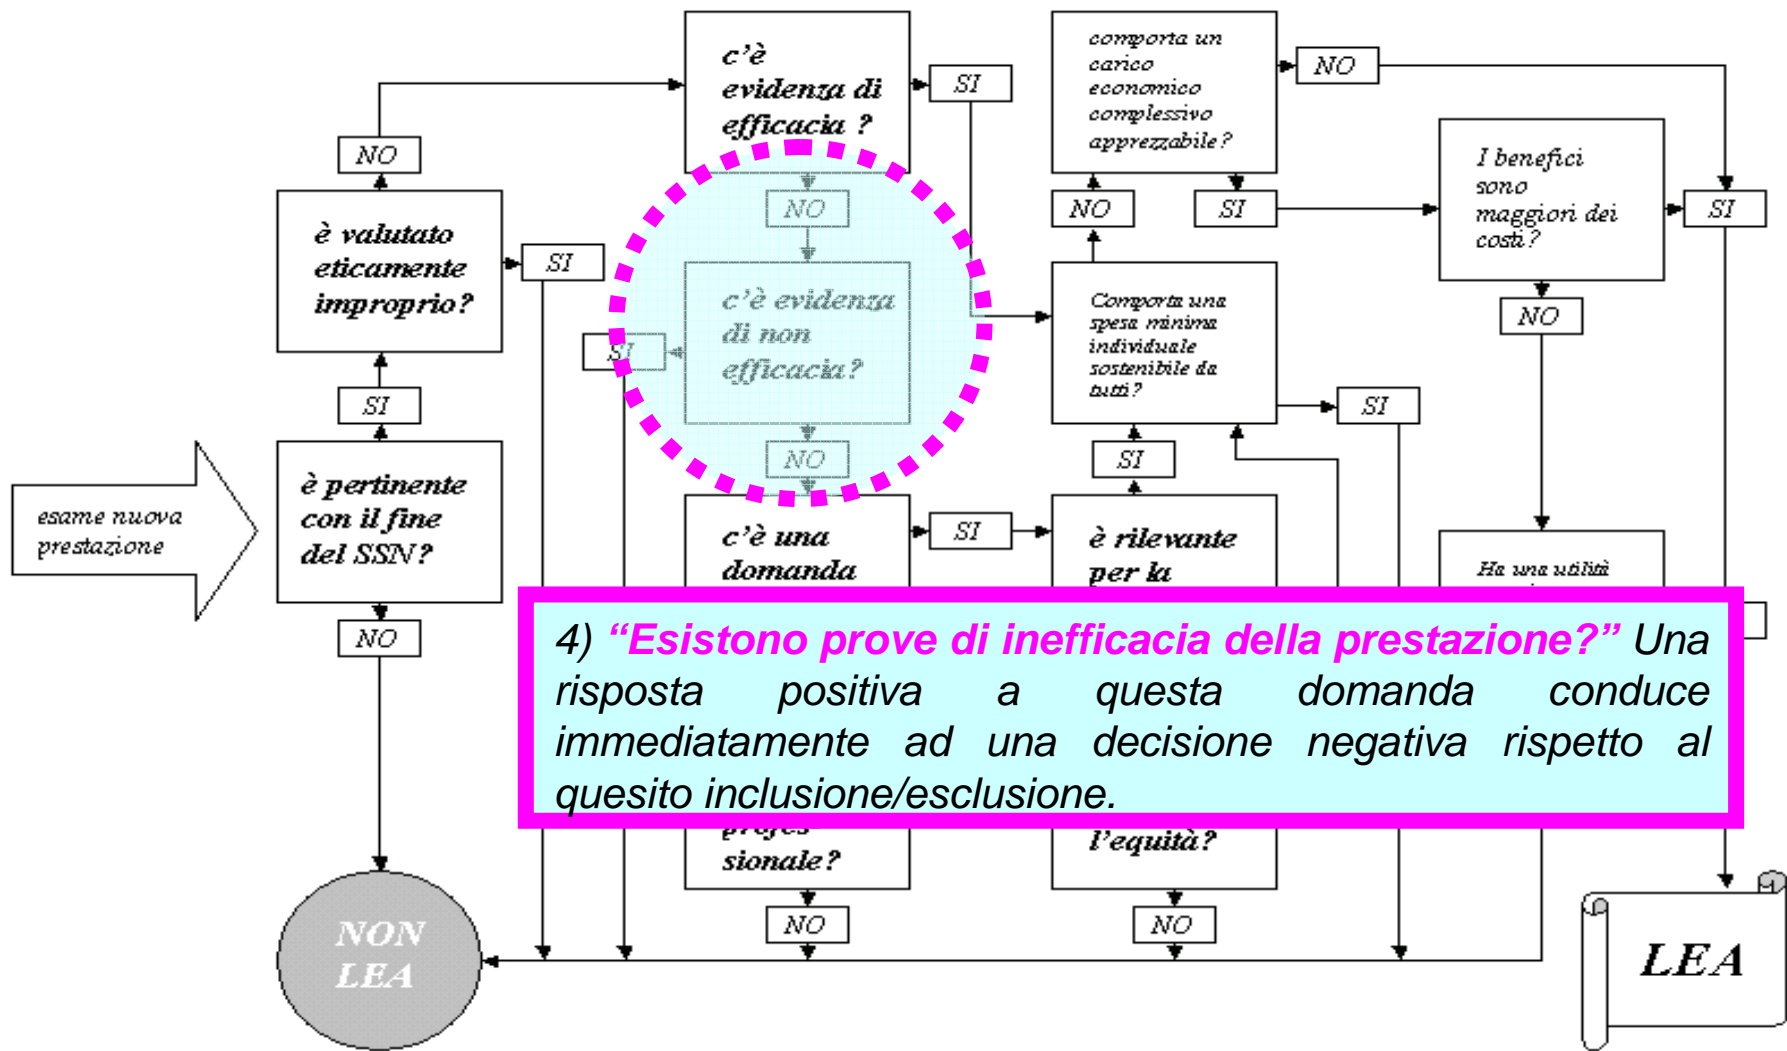 c'è
evidenza di
efficacia ?
SI
comporta un
carico
economico
complessivo
apprezzabile?
NO
NO
NO
NO
SI
I benefici
sono
maggiori dei
costi?
SI
è valutato
eticamente
improprio?
SI
c'è evidenza
di non
efficacia?
SI
Comporta una
spesa minima
individuale
sostenibile da
tutti?
NO
SI
SI
NO
SI
esame nuova
prestazione
è pertinente
con il fine
del SSN?
c'è una
domanda
SI
è rilevante
per la
Ha una utilità
NO
4) “Esistono prove di inefficacia della prestazione?” Una
risposta positiva a questa domanda conduce
immediatamente ad una decisione negativa rispetto al
quesito inclusione/esclusione.
profes-
sionale?
l'equità?
NO
NO
NON
LEA
LEA